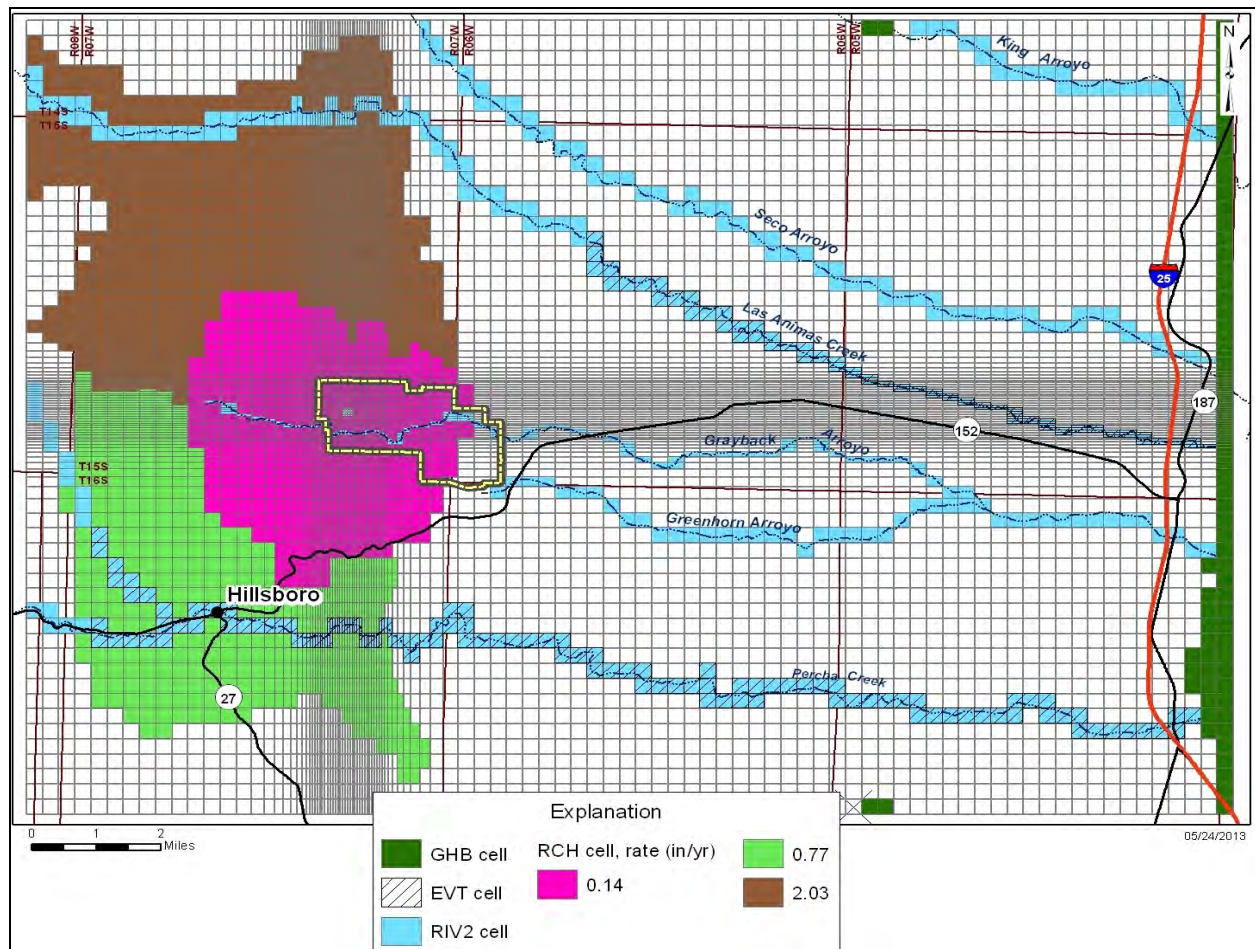 R08W
R07W
R07W
R06W
R06W
R05W
N
King Arroyo
T14S
T15S
Seco Arroyo
25
Las Animas Creek
187
152
Grayback Arroyo
T15S
T16S
Greenhorn Arroyo
Hillsboro
Percha Creek
27
0 1 2
Miles
05/24/2013
Explanation
GHB cell
RCH cell, rate (in/yr)
0.77
EVT cell
0.14
2.03
RIV2 cell